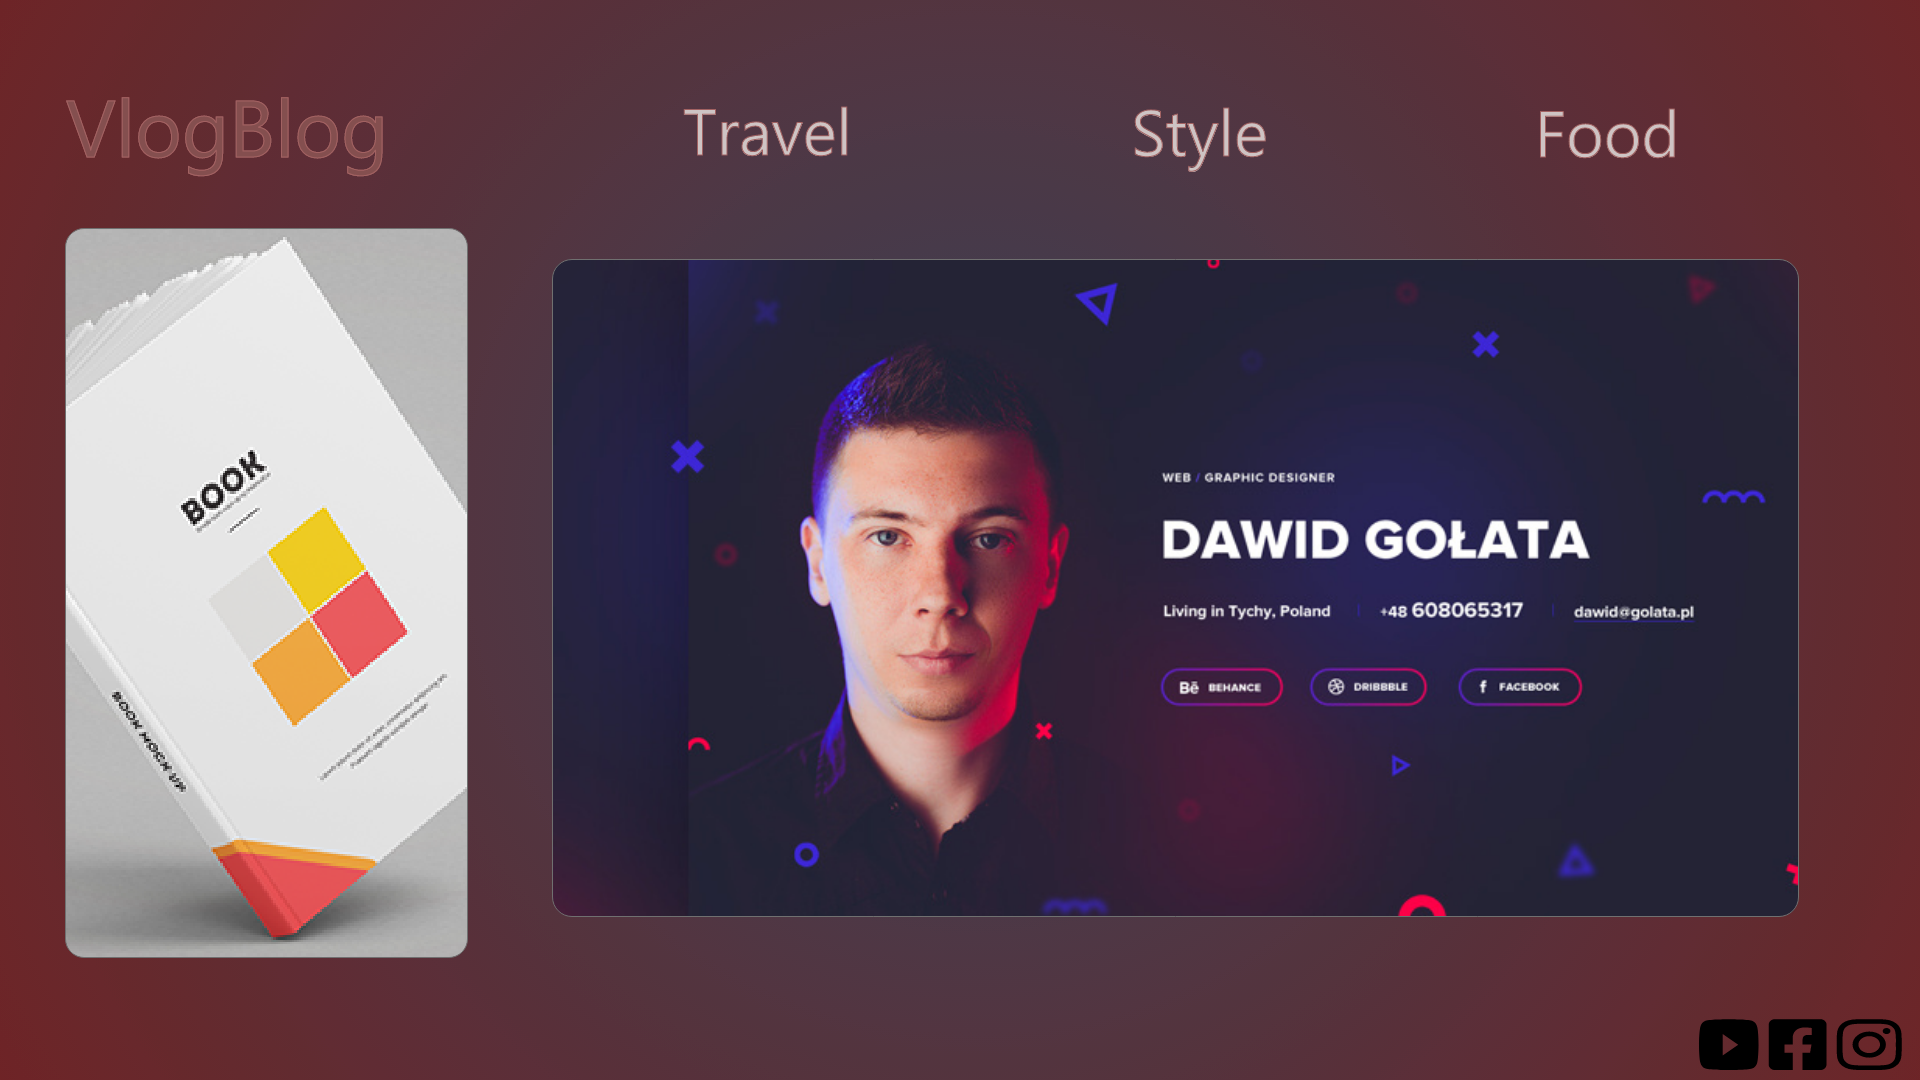 VlogBlog
Travel
Style
Food
BOOK
BOOK MOCK-UP
WEB / GRAPHIC DESIGNER
DAWID GOŁATA
Living in Tychy, Poland
+48 608065317
dawid@golata.pl
Bē BEHANCE
DRIBBBLE
f FACEBOOK